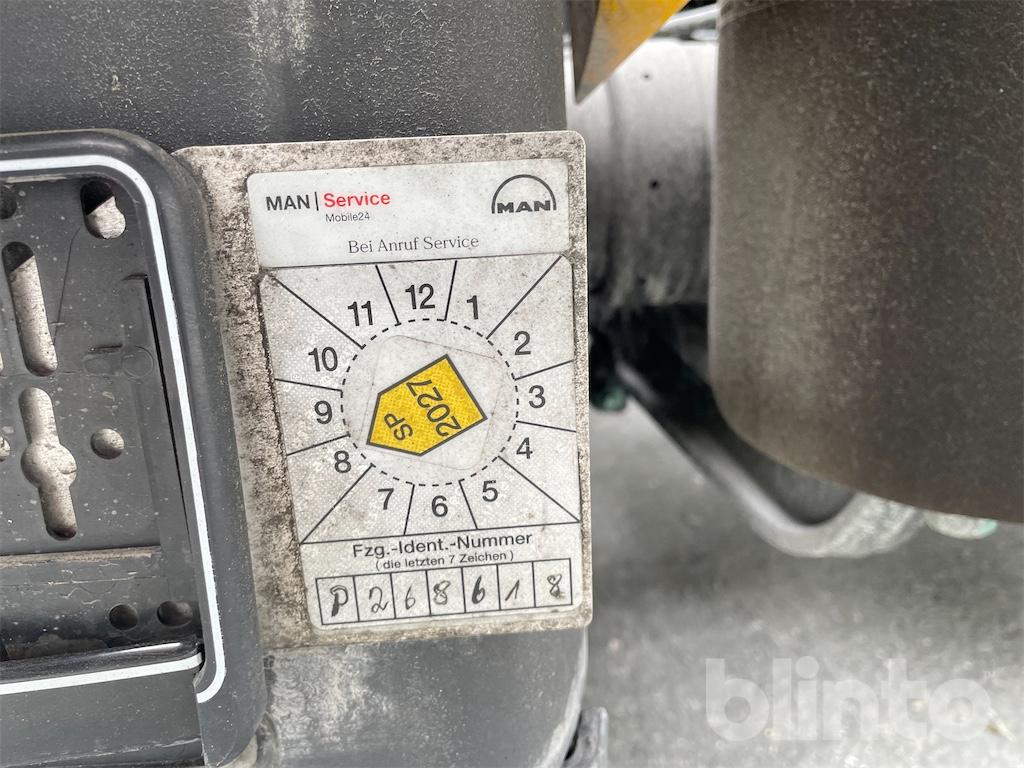 MAN | Service
Mobile24
MAN
Bei Anruf Service
11 12 1
10 2
9 3
8 4
7 6 5
SP
2027
Fzg.-Ident.-Nummer
( die letzten 7 Zeichen )
P 2 6 8 6 1 8
blinto